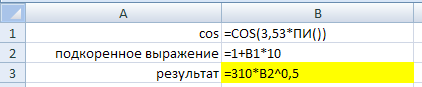 A B
1 cos =COS(3,53*ПИ())
2 подкоренное выражение =1+B1*10
3 результат =310*B2^0,5